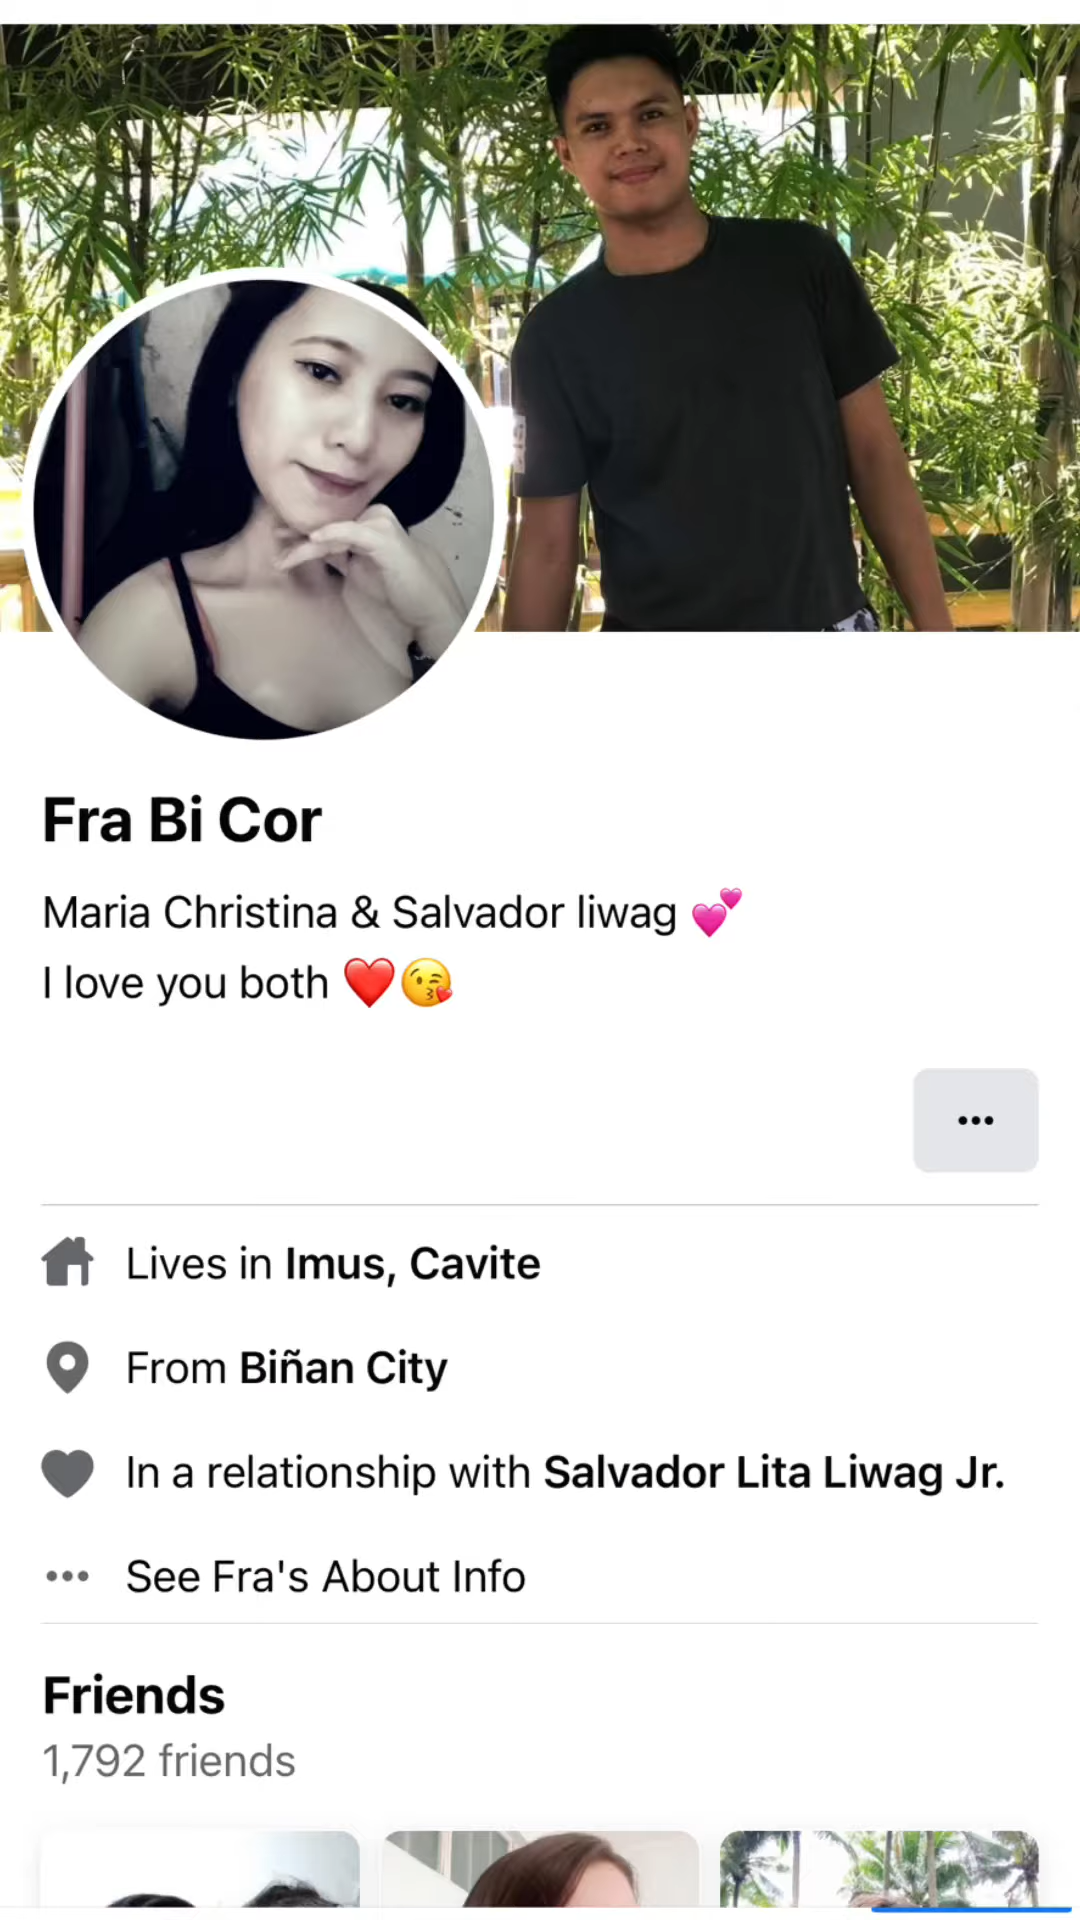 Fra Bi Cor
Maria Christina & Salvador liwag 💕
I love you both ❤️😘
Lives in Imus, Cavite
From Biñan City
In a relationship with Salvador Lita Liwag Jr.
See Fra's About Info
Friends
1,792 friends